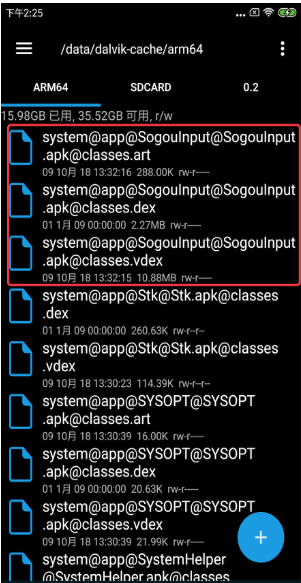 下午2:25
/data/dalvik-cache/arm64
ARM64
SDCARD
0.2
15.98GB 已用, 35.52GB 可用, r/w
system@app@SogouInput@SogouInput
.apk@classes.art
09 10月 18 13:32:16 288.00K rw-r-----
system@app@SogouInput@SogouInput
.apk@classes.dex
01 1月 09 00:00:00 2.27MB rw-r-----
system@app@SogouInput@SogouInput
.apk@classes.vdex
09 10月 18 13:32:15 10.88MB rw-r-----
system@app@Stk@Stk.apk@classes
.dex
01 1月 09 00:00:00 260.63K rw-r--r--
system@app@Stk@Stk.apk@classes
.vdex
09 10月 18 13:30:23 114.39K rw-r--r--
system@app@SYSOPT@SYSOPT
.apk@classes.art
09 10月 18 13:30:39 16.00K rw-r-----
system@app@SYSOPT@SYSOPT
.apk@classes.dex
01 1月 09 00:00:00 20.63K rw-r-----
system@app@SYSOPT@SYSOPT
.apk@classes.vdex
09 10月 18 13:30:39 21.99K rw-r-----
system@app@SystemHelper
@SystemHelper.apk@classes